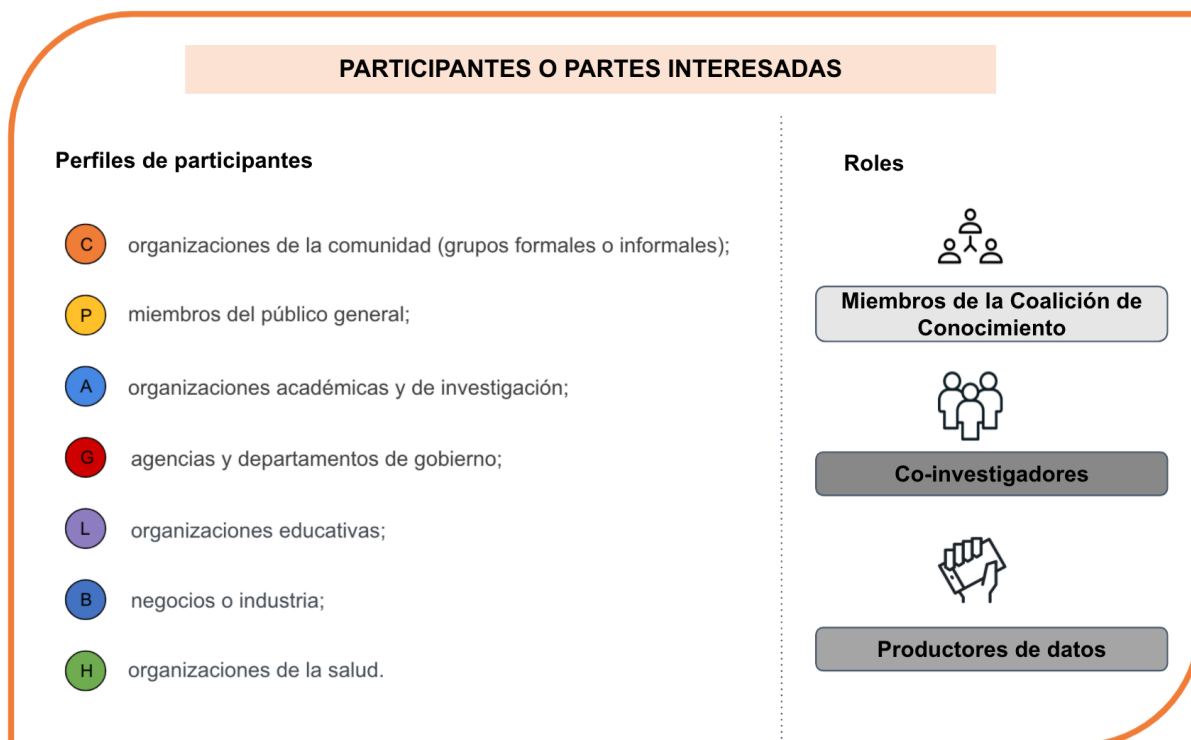 PARTICIPANTES O PARTES INTERESADAS
Perfiles de participantes
C organizaciones de la comunidad (grupos formales o informales);
P miembros del público general;
A organizaciones académicas y de investigación;
G agencias y departamentos de gobierno;
L organizaciones educativas;
B negocios o industria;
H organizaciones de la salud.
Roles
Miembros de la Coalición de
Conocimiento
Co-investigadores
Productores de datos